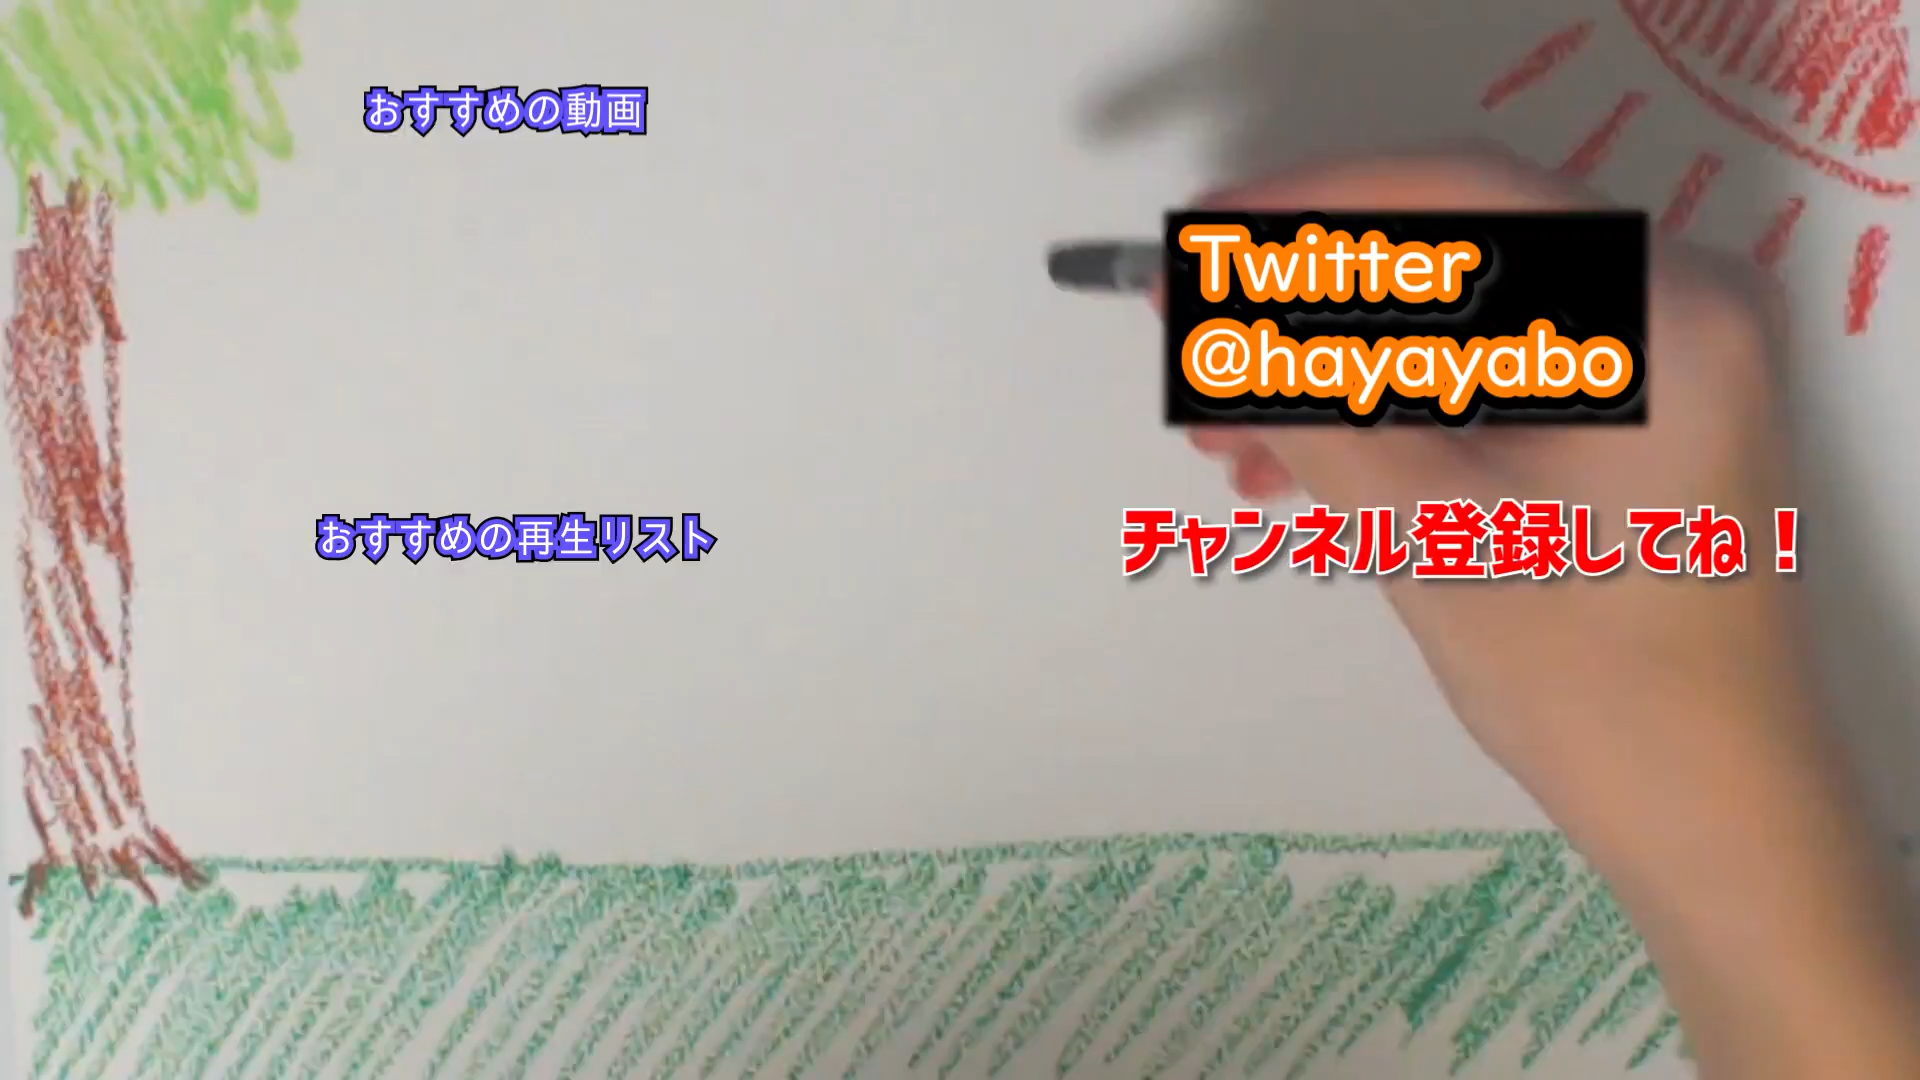 おすすめの動画
Twitter
@hayayabo
おすすめの再生リスト
チャンネル登録してね！